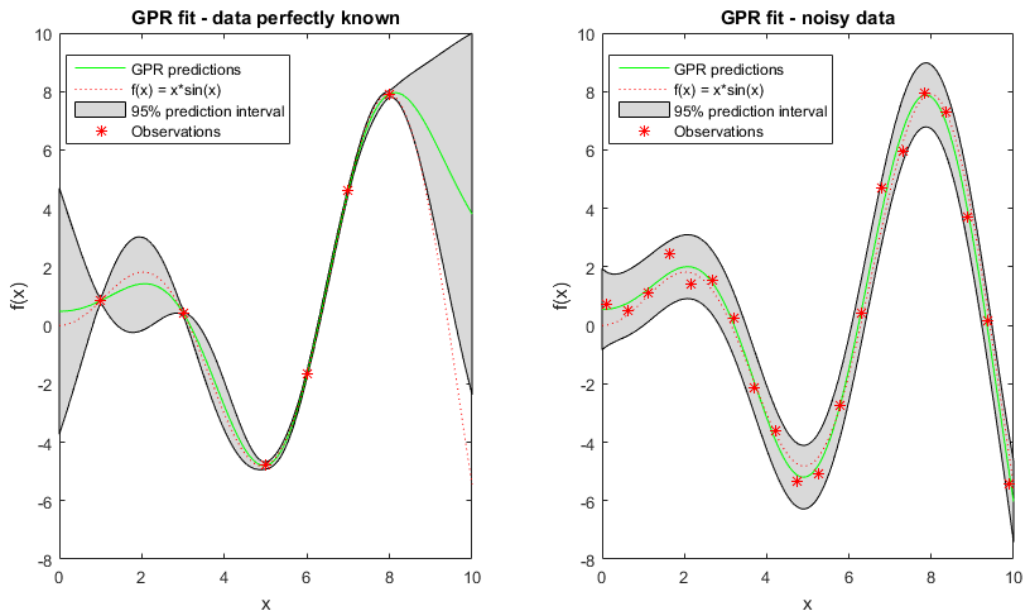 GPR fit - data perfectly known
10
8
6
4
2
0
-2
-4
-6
-8
f(x)
GPR predictions
f(x) = x*sin(x)
95% prediction interval
Observations
0 2 4 6 8 10
x
GPR fit - noisy data
10
8
6
4
2
0
-2
-4
-6
-8
f(x)
GPR predictions
f(x) = x*sin(x)
95% prediction interval
Observations
0 2 4 6 8 10
x